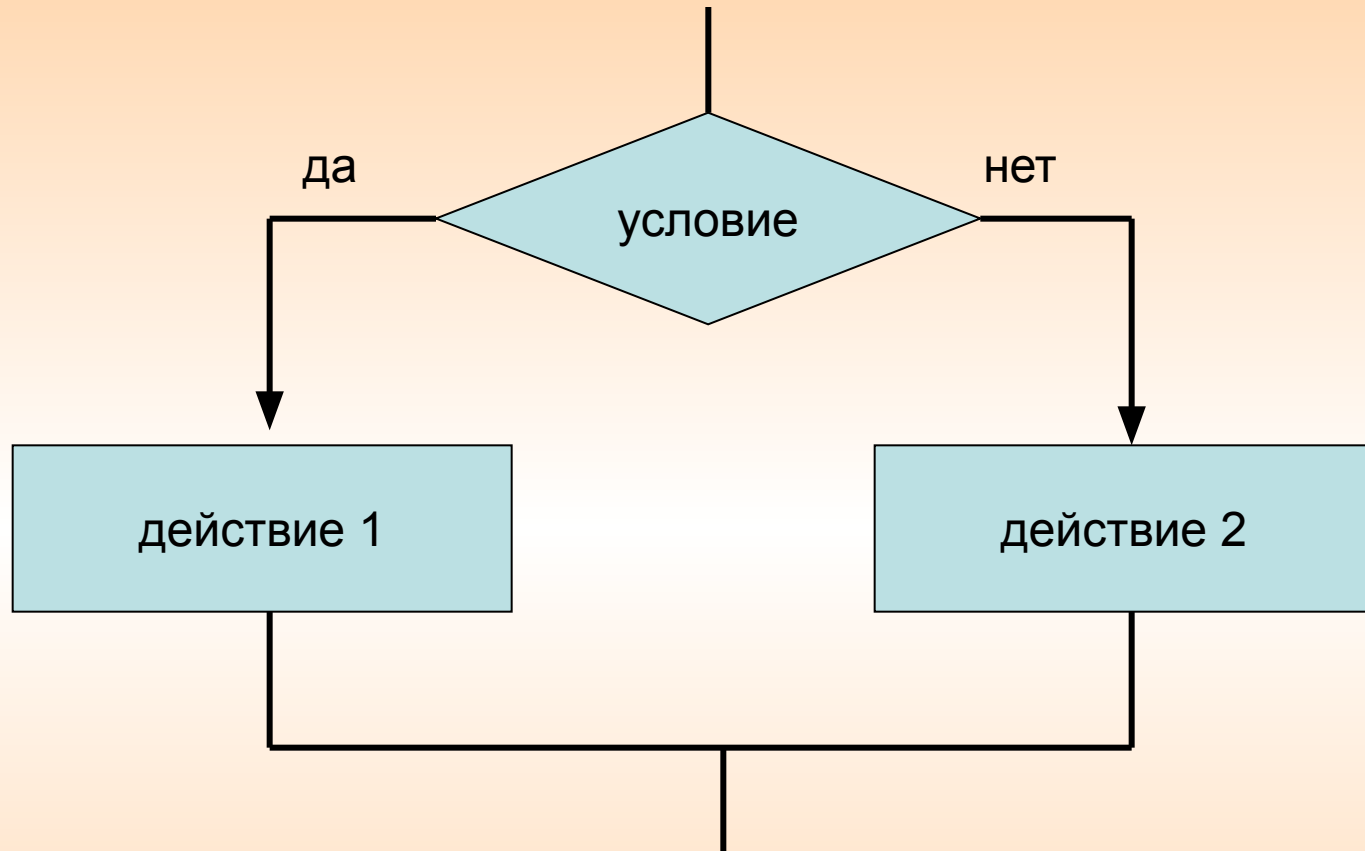 да
нет
условие
действие 1
действие 2